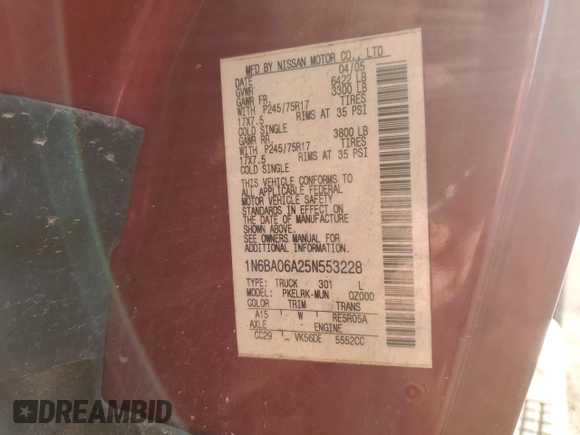 MFD BY NISSAN MOTOR CO., LTD
DATE 04/05
GVWR 6422 LB
GAWR FR. 3300 LB
WITH P245/75R17 TIRES
17X7.5 RIMS AT 35 PSI
COLD SINGLE
GAWR RR. 3800 LB
WITH P245/75R17 TIRES
17X7.5 RIMS AT 35 PSI
COLD SINGLE
THIS VEHICLE CONFORMS TO
ALL APPLICABLE FEDERAL
MOTOR VEHICLE SAFETY
STANDARDS IN EFFECT ON
THE DATE OF MANUFACTURE
SHOWN ABOVE.
SEE OWNERS MANUAL FOR
ADDITIONAL INFORMATION.
1N6BA06A25N553228
TYPE: TRUCK 301 L
MODEL: PKELRK-MUN QZ000
COLOR TRIM TRANS
A15 W RE5R05A
AXLE ENGINE
CC29 - VK56DE 5552CC
DREAMBID